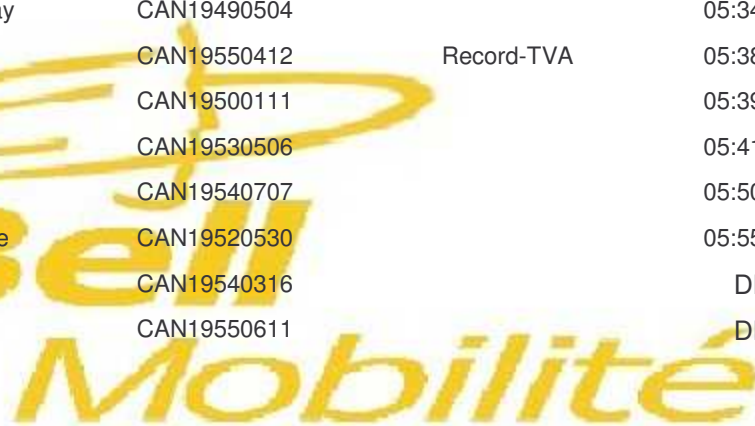 ay CAN19490504 05:34
CAN19550412 Record-TVA 05:38
CAN19500111 05:39
CAN19530506 05:41
CAN19540707 05:50
e CAN19520530 05:55
CAN19540316 D
CAN19550611 D
Bell
Mobilité